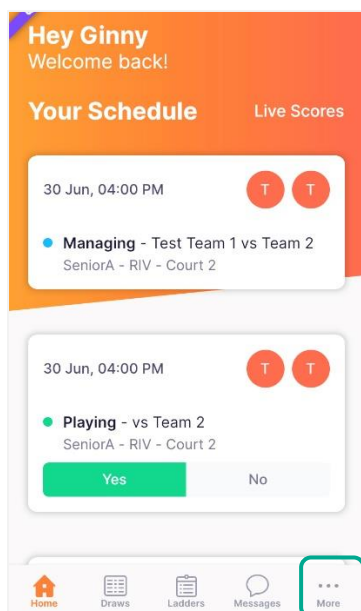 Hey Ginny
Welcome back!
Your Schedule Live Scores
30 Jun, 04:00 PM T T
Managing - Test Team 1 vs Team 2
SeniorA - RIV - Court 2
30 Jun, 04:00 PM T T
Playing - vs Team 2
SeniorA - RIV - Court 2
Yes No
Home Draws Ladders Messages More